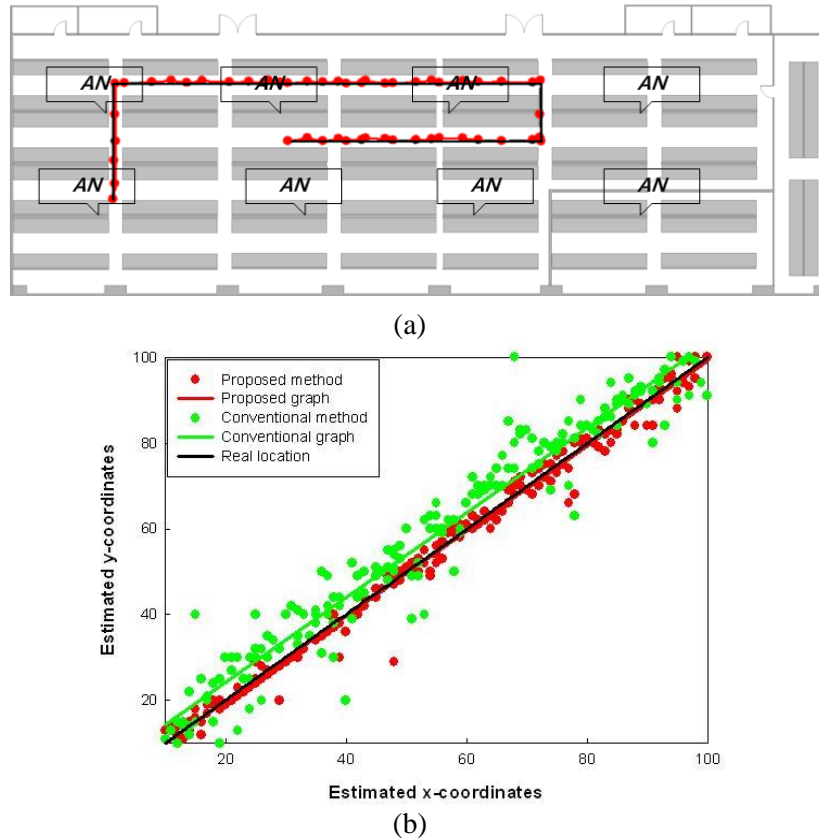 AN AN AN AN
AN AN AN AN
(a)
100
80
60
40
20
Estimated y-coordinates
Proposed method
Proposed graph
Conventional method
Conventional graph
Real location
20 40 60 80 100
Estimated x-coordinates
(b)